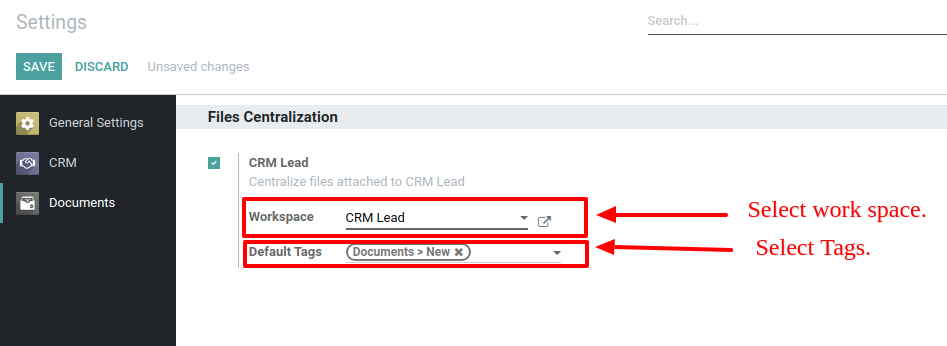 Settings
Search...
SAVE DISCARD Unsaved changes
General Settings
CRM
Documents
Files Centralization
CRM Lead
Centralize files attached to CRM Lead
Workspace CRM Lead
Select work space.
Default Tags Documents > New ✖
Select Tags.